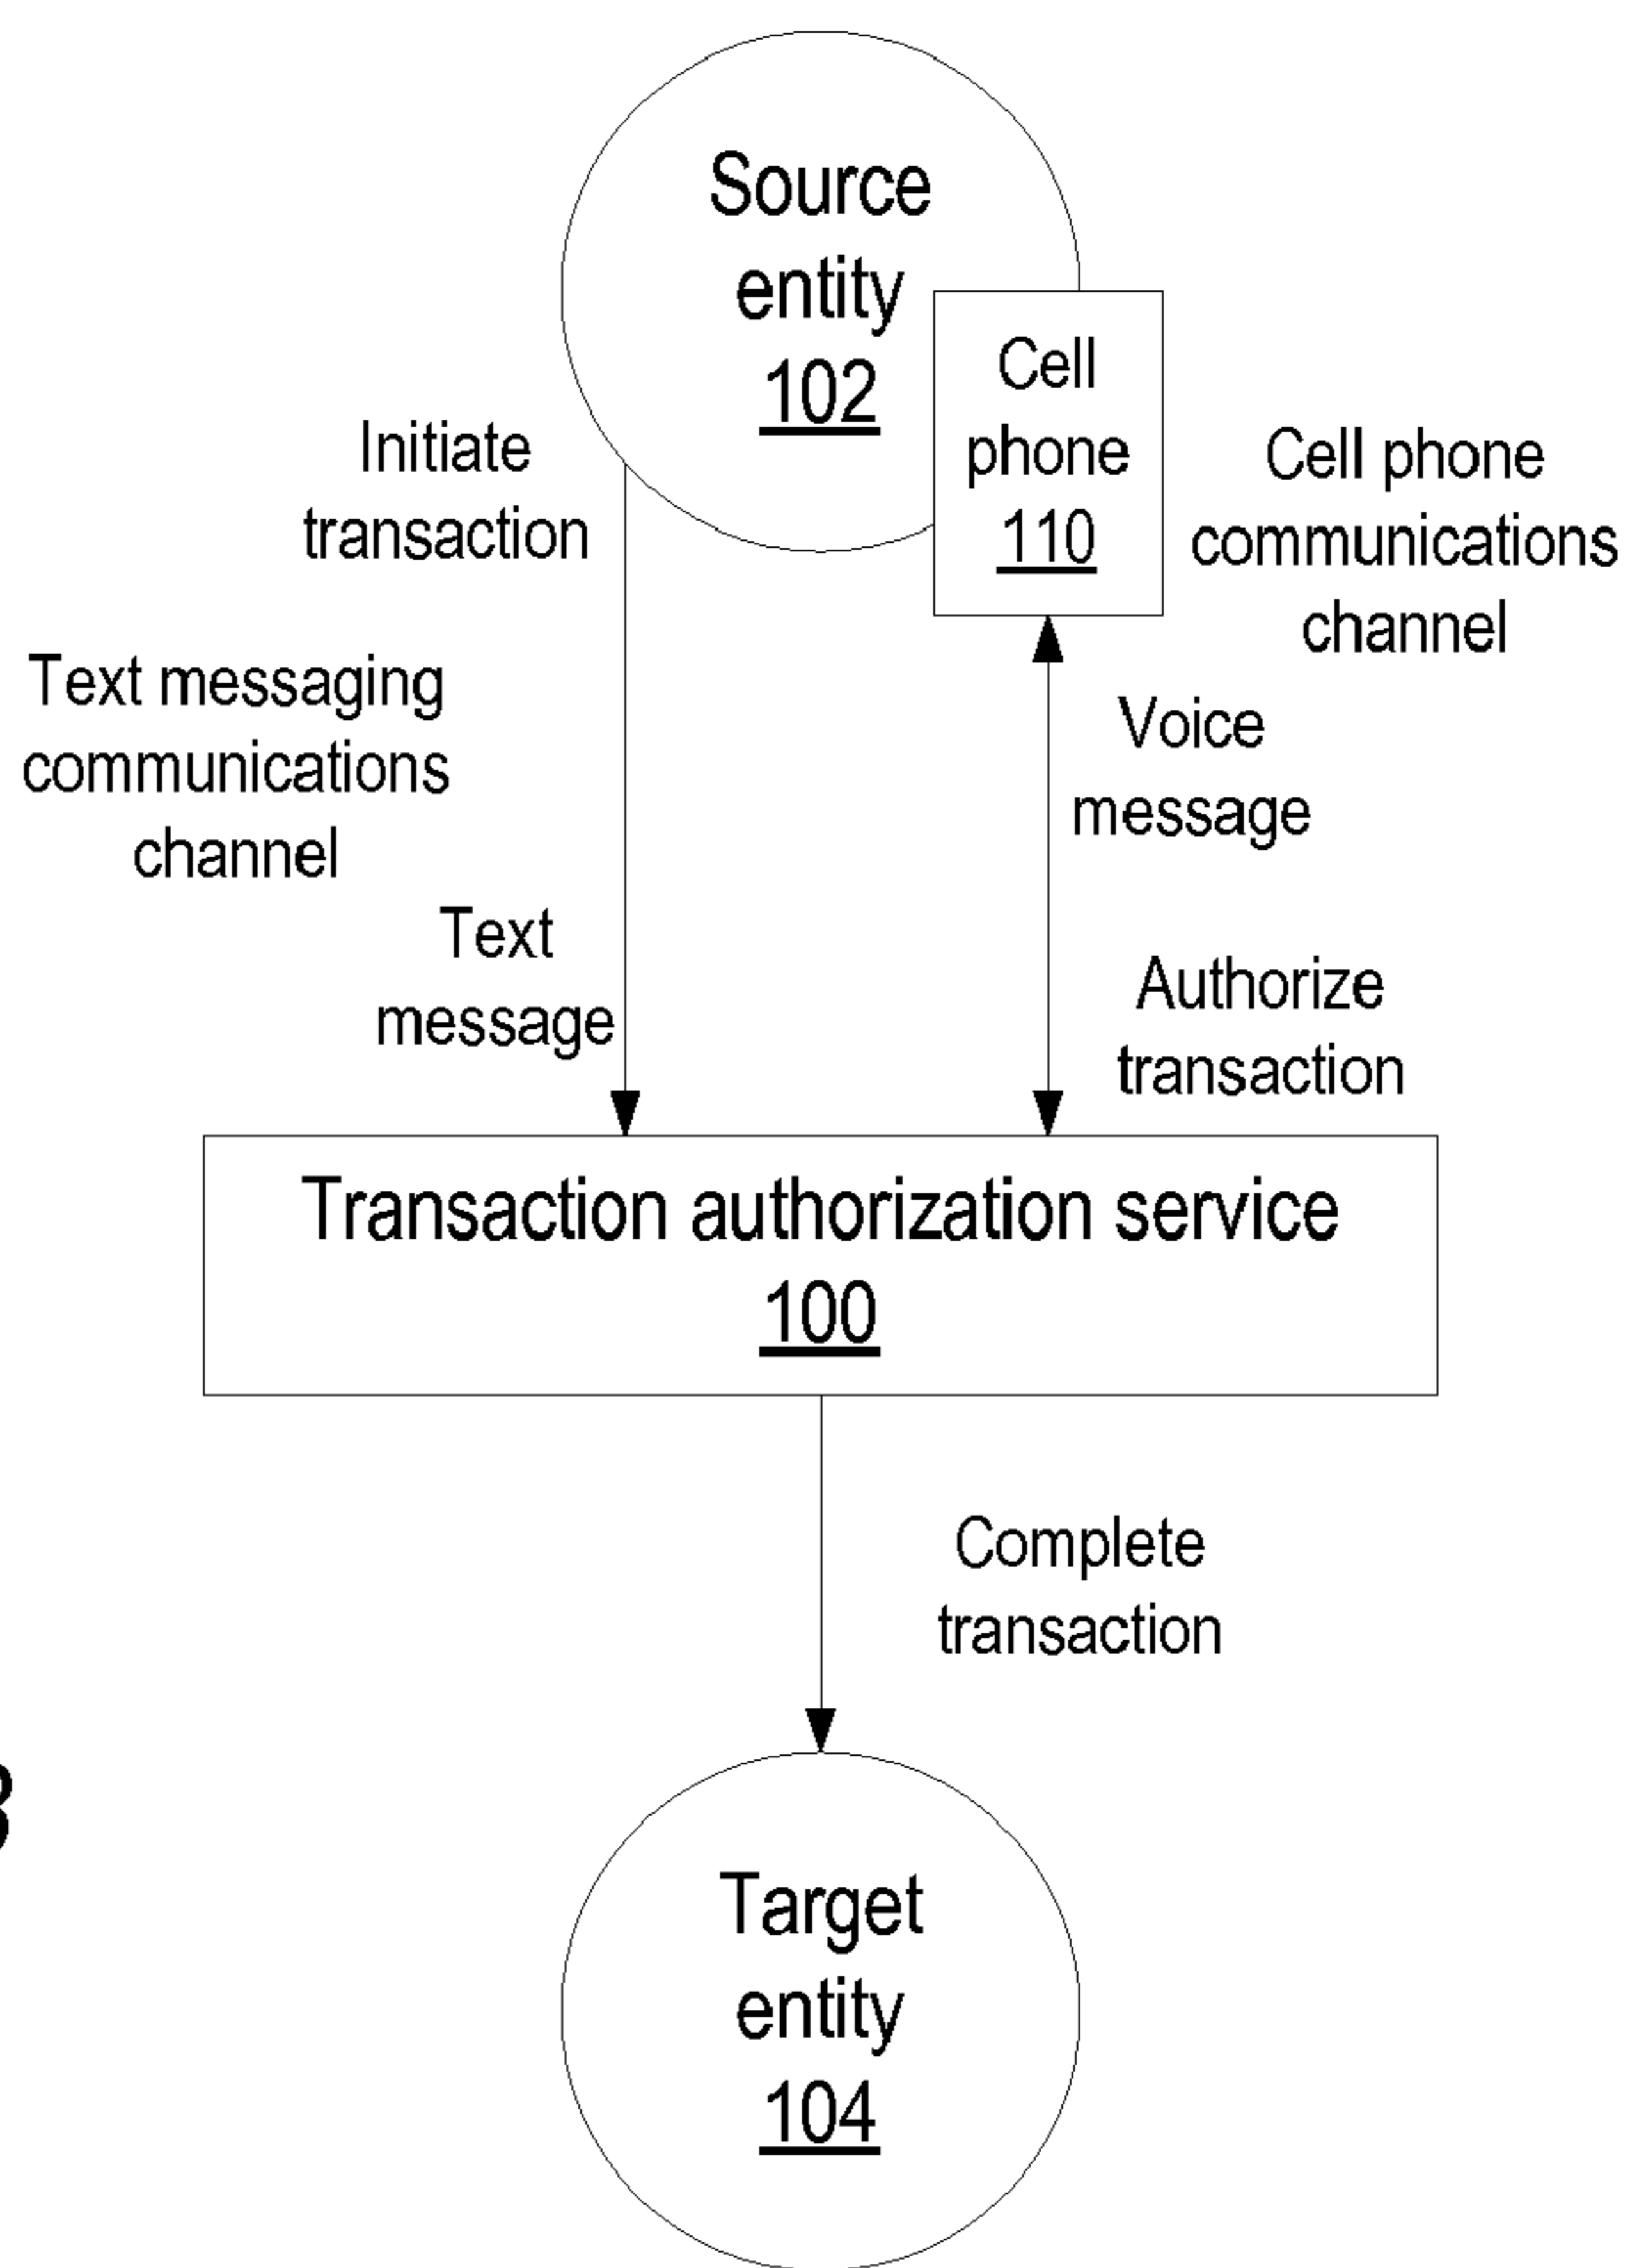 Source
entity
102
Cell
phone
110
Initiate
transaction
Cell phone
communications
channel
Text messaging
communications
channel
Voice
message
Text
message
Authorize
transaction
Transaction authorization service
100
Complete
transaction
Target
entity
104